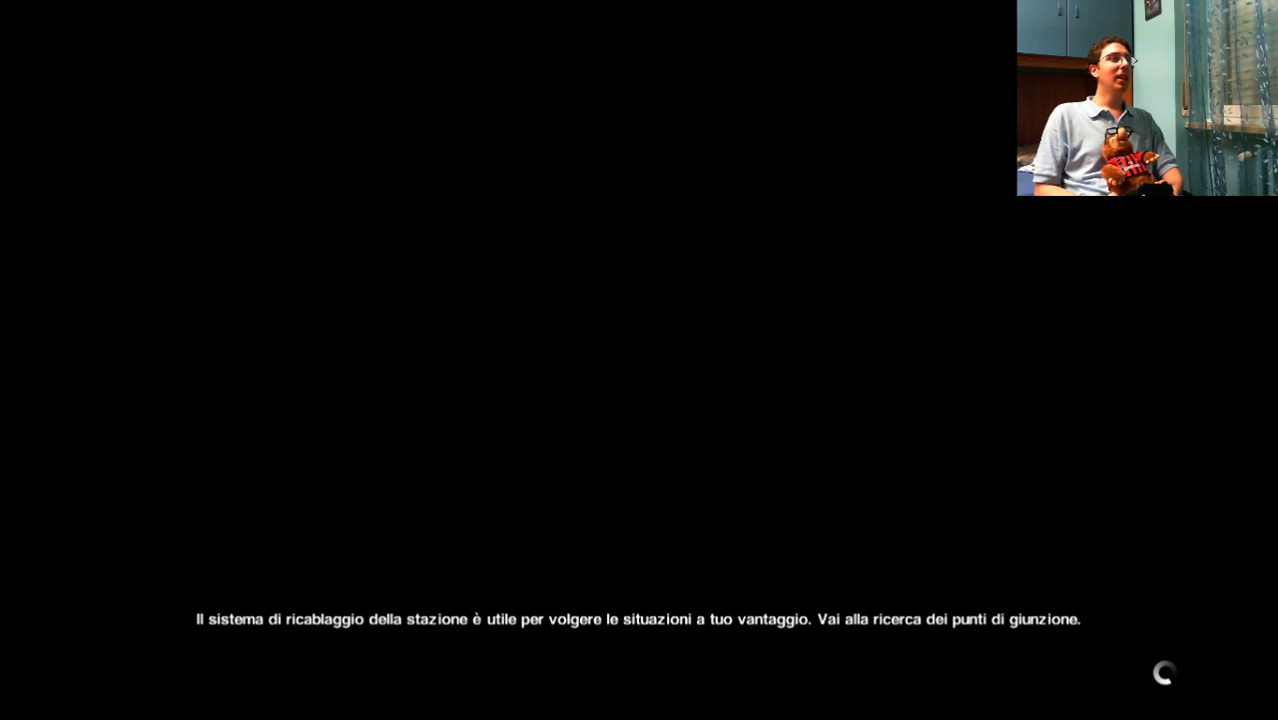 Il sistema di ricablaggio della stazione è utile per volgere le situazioni a tuo vantaggio. Vai alla ricerca dei punti di giunzione.